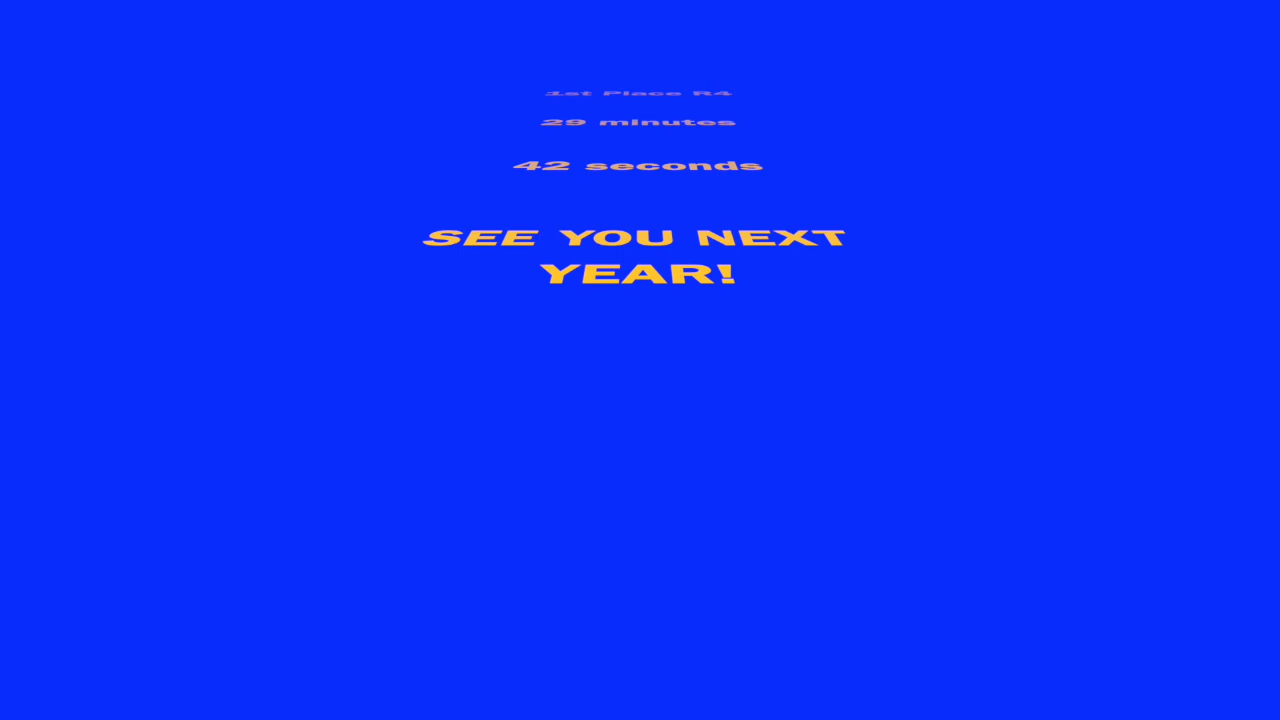 1st Place R4
29 minutes
42 seconds
SEE YOU NEXT
YEAR!